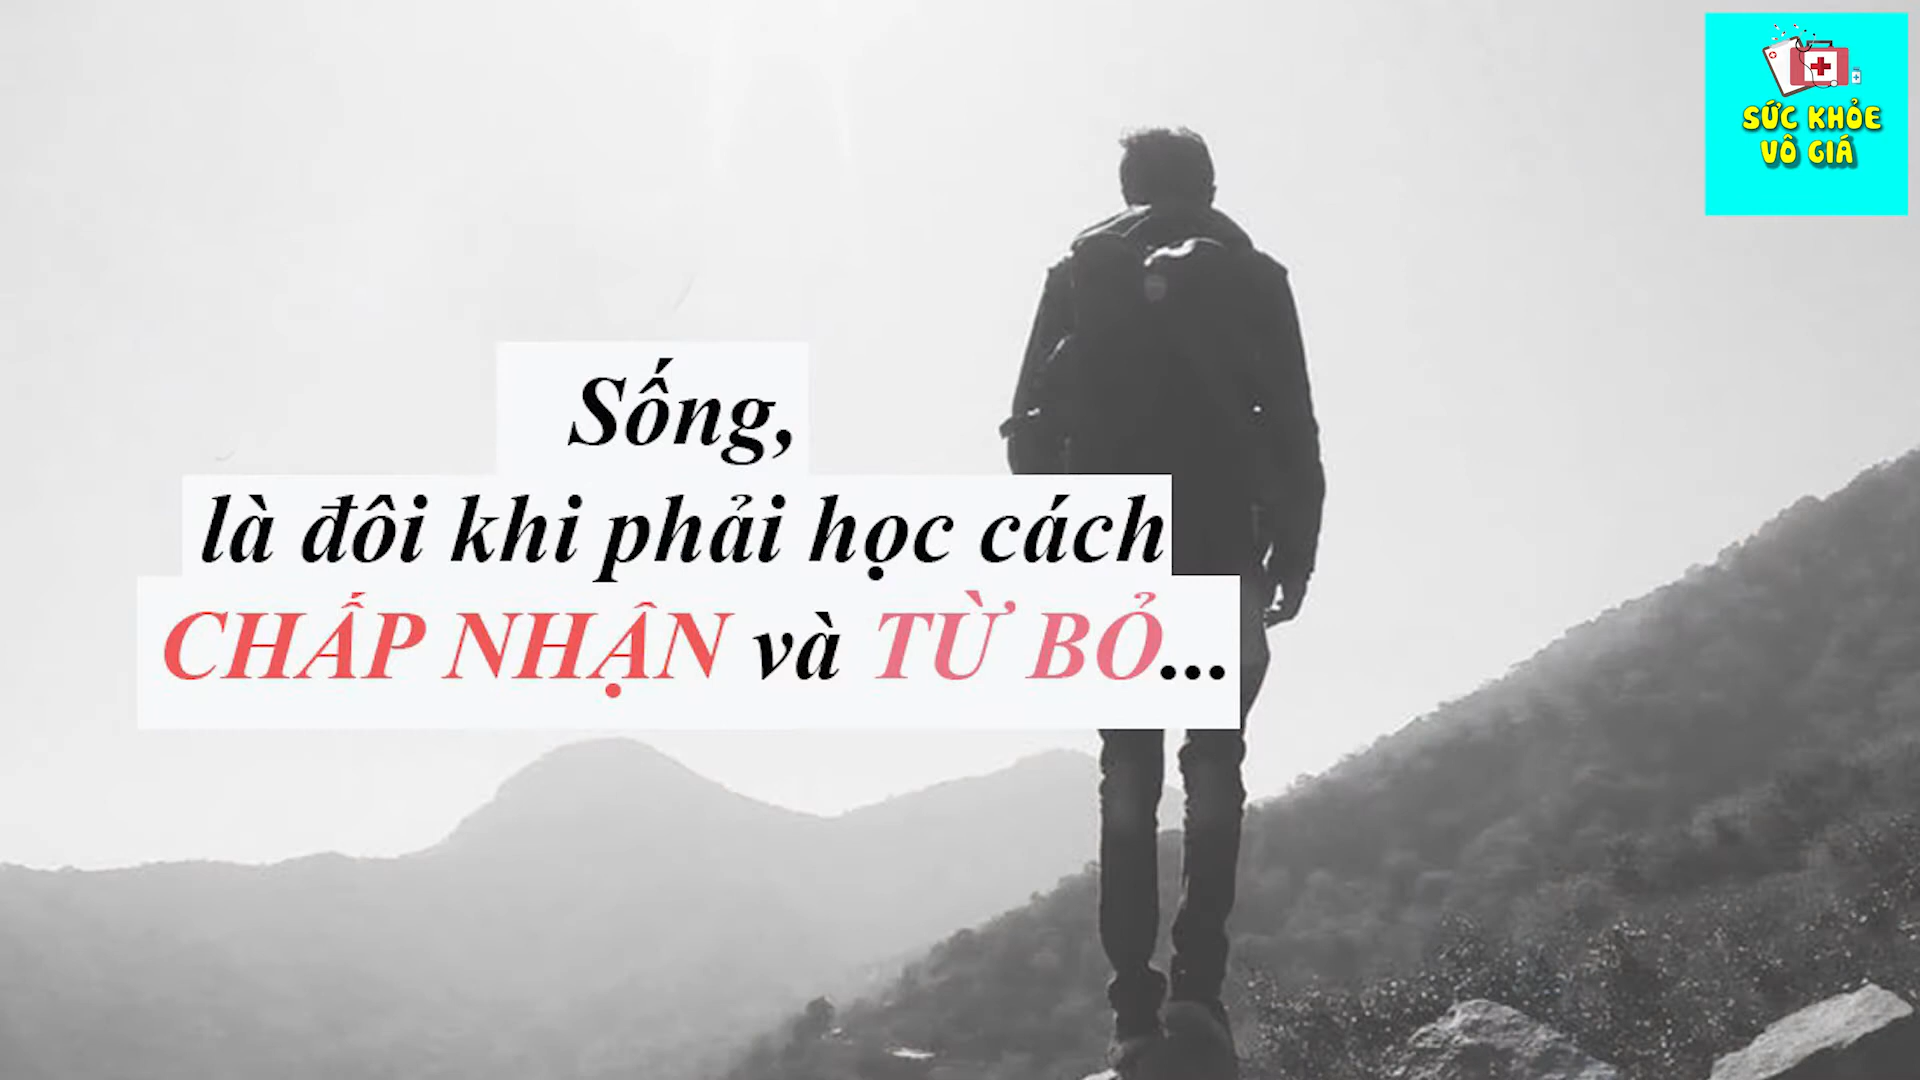 SỨC KHỎE
VÔ GIÁ
Sống,
là đôi khi phải học cách
CHẤP NHẬN và TỪ BỎ...